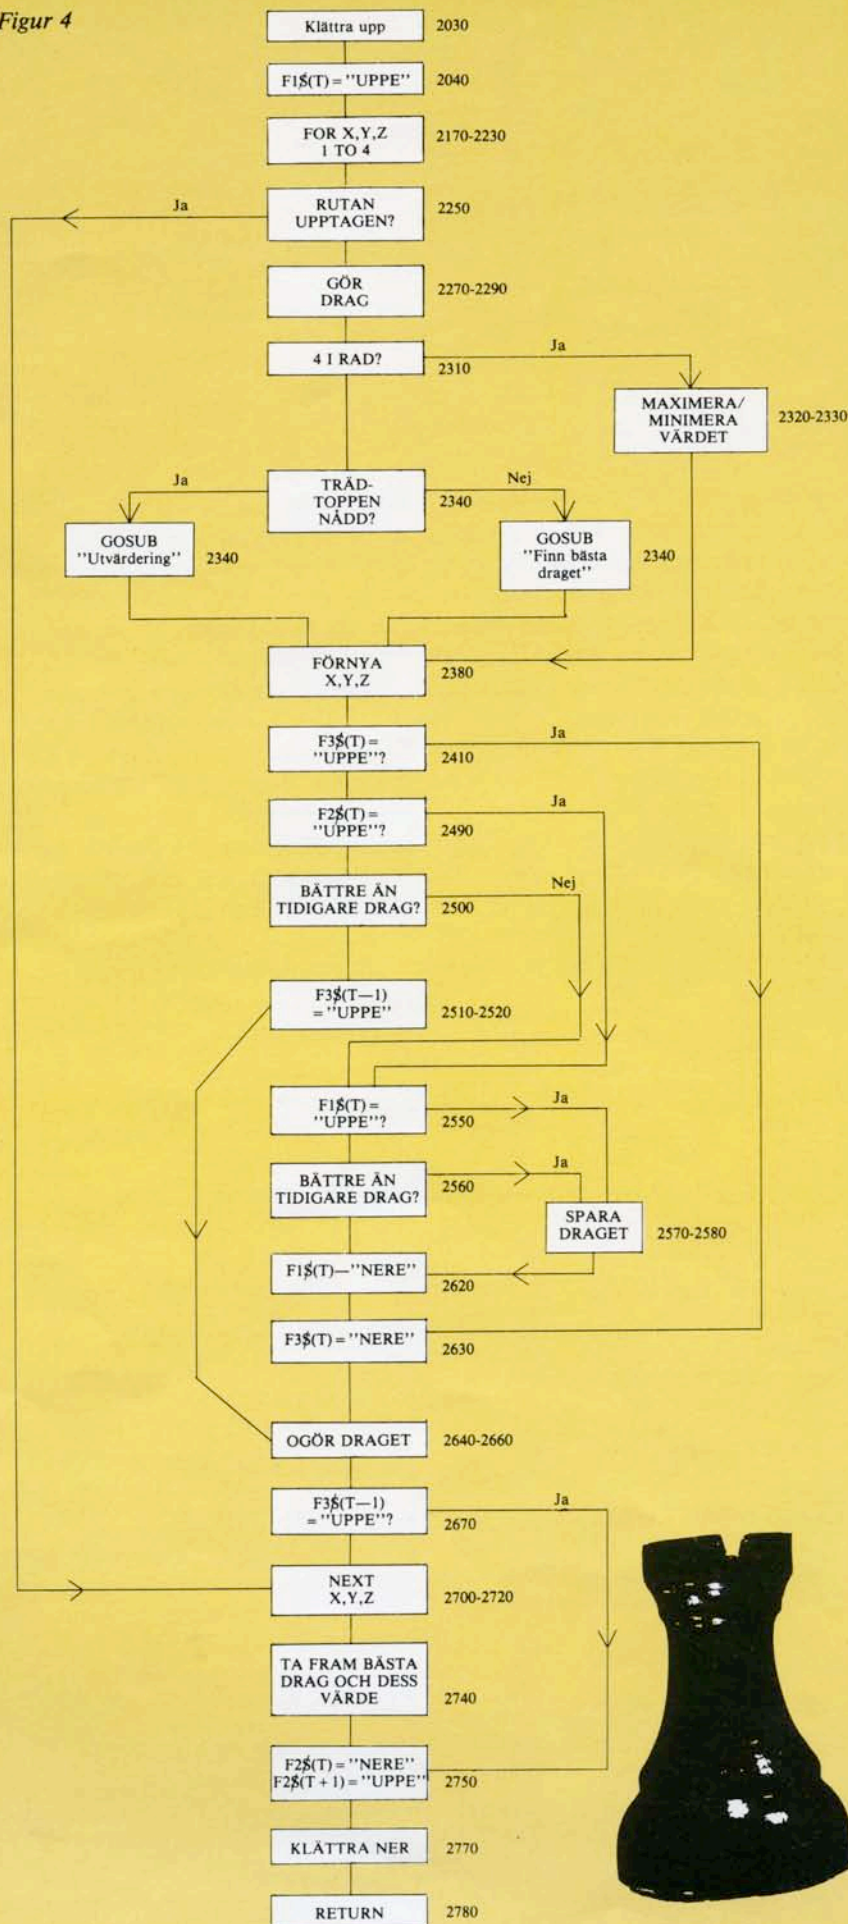 Figur 4
Klättra upp 2030
F1$(T) = "UPPE" 2040
FOR X,Y,Z 2170-2230
1 TO 4
Ja
RUTAN 2250
UPPTAGEN?
GÖR 2270-2290
DRAG
4 I RAD? 2310
Ja
MAXIMERA/ 2320-2330
MINIMERA
VÄRDET
Ja
TRÄD- 2340
TOPPEN
NÅDD?
Nej
GOSUB
"Utvärdering" 2340
GOSUB
"Finn bästa 2340
draget"
FÖRNYA 2380
X,Y,Z
F3$(T) = Ja
"UPPE"? 2410
F2$(T) = Ja
"UPPE"? 2490
BÄTTRE ÄN Nej
TIDIGARE DRAG? 2500
F3$(T—1)
= "UPPE" 2510-2520
F1$(T) = Ja
"UPPE"? 2550
BÄTTRE ÄN Ja
TIDIGARE DRAG? 2560
SPARA 2570-2580
DRAGET
F1$(T)—"NERE" 2620
F3$(T) = "NERE" 2630
OGÖR DRAGET 2640-2660
F3$(T—1) Ja
= "UPPE"? 2670
NEXT 2700-2720
X,Y,Z
TA FRAM BÄSTA
DRAG OCH DESS
VÄRDE 2740
F2$(T) = "NERE"
F2$(T + 1) = "UPPE" 2750
KLÄTTRA NER 2770
RETURN 2780